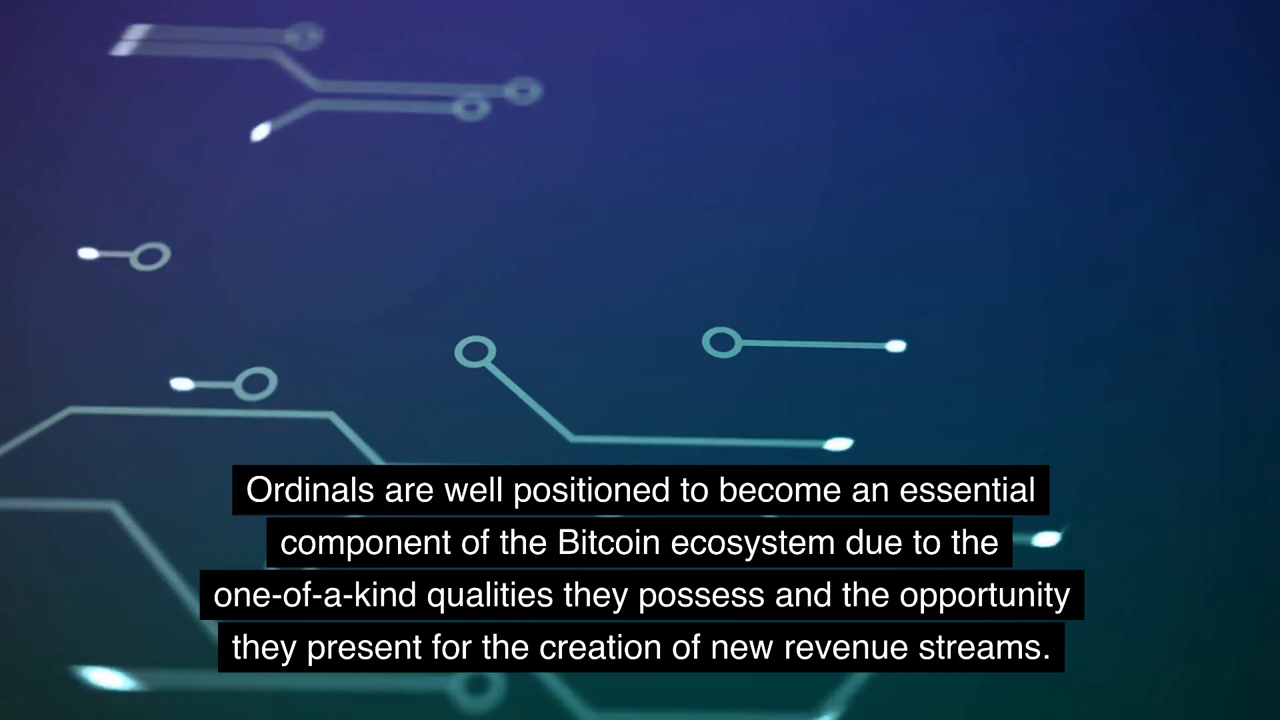 Ordinals are well positioned to become an essential
component of the Bitcoin ecosystem due to the
one-of-a-kind qualities they possess and the opportunity
they present for the creation of new revenue streams.